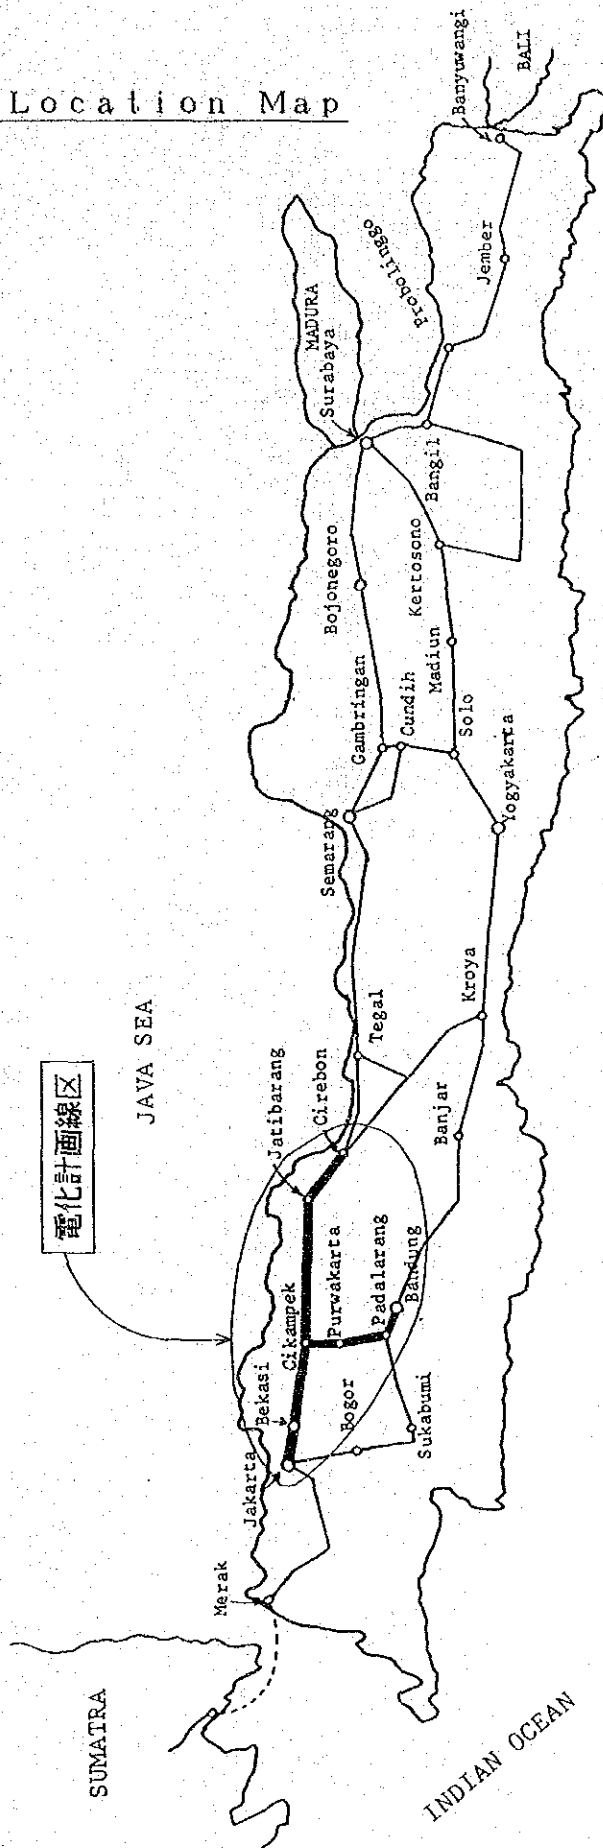 Location Map
電化計画線区
JAVA SEA
SUMATRA
INDIAN OCEAN
MADURA
BALI
Merak
Jakarta
Bekasi
Cikampek
Purwakarta
Padalarang
Bandung
Bogor
Sukabumi
Jatibarang
Cirebon
Tegal
Banjar
Kroya
Semarang
Gambringan
Cundih
Solo
Yogyakarta
Madiun
Kertosono
Bojonegoro
Surabaya
Bangil
Probolinggo
Jember
Banyuwangi